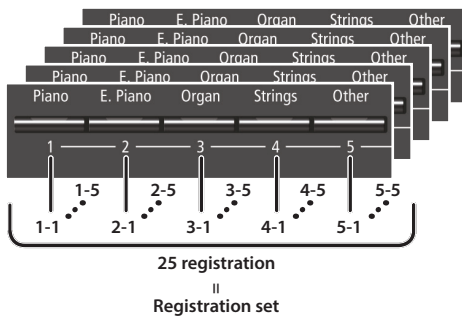 Piano E. Piano Organ Strings Other
Piano E. Piano Organ Strings Other
Piano E. Piano Organ Strings Other
Piano E. Piano Organ Strings Other
Piano E. Piano Organ Strings Other
1 2 3 4 5
1-5 2-5 3-5 4-5 5-5
1-1 2-1 3-1 4-1 5-1
25 registration
=
Registration set